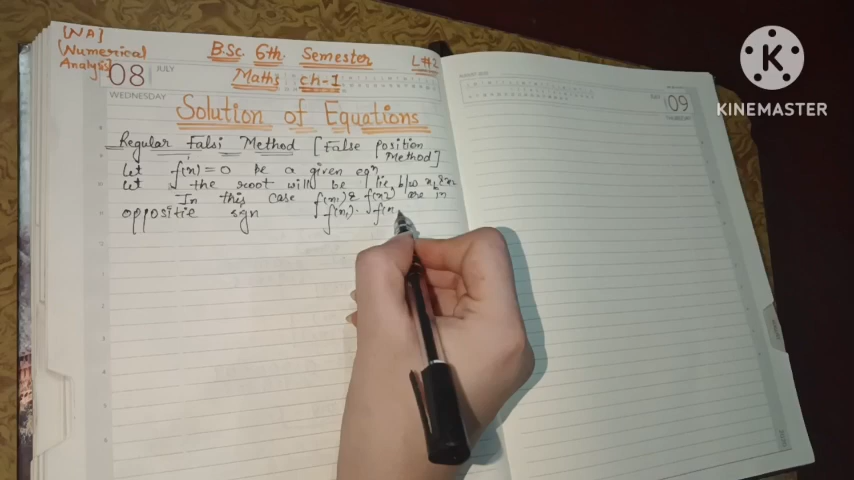 [NA]
[Numerical
Analysis]
B.Sc. 6th. Semester
L#2
08 JULY
Maths ch-1
WEDNESDAY
Solution of Equations
Regular Falsi Method [False position
Method]
Let f(x)=0 be a given eqn
Let the root will be lie, b/w x1 & x2
In this case f(x1) & f(x2) are in
oppositie sign f(x1). f(x
09
THURSDAY
K
KINEMASTER